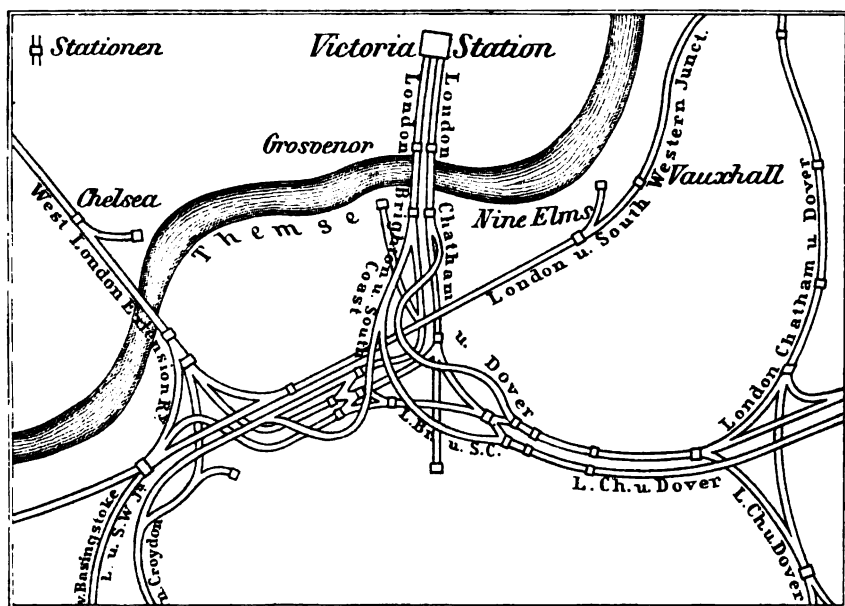 Stationen
Victoria Station
London
London
Grosvenor
Brighton u. South
Coast
Chatham
u. Dover
Chelsea
Themse
Nine Elms
Vauxhall
West London Extension Ry.
London u. South Western Junct.
London Chatham u Dover
L. Br. u. S.C.
L. Ch. u. Dover
L. Ch. u. Dover
v. Basingstoke
L. u. S. W. Jn
n. Croydon